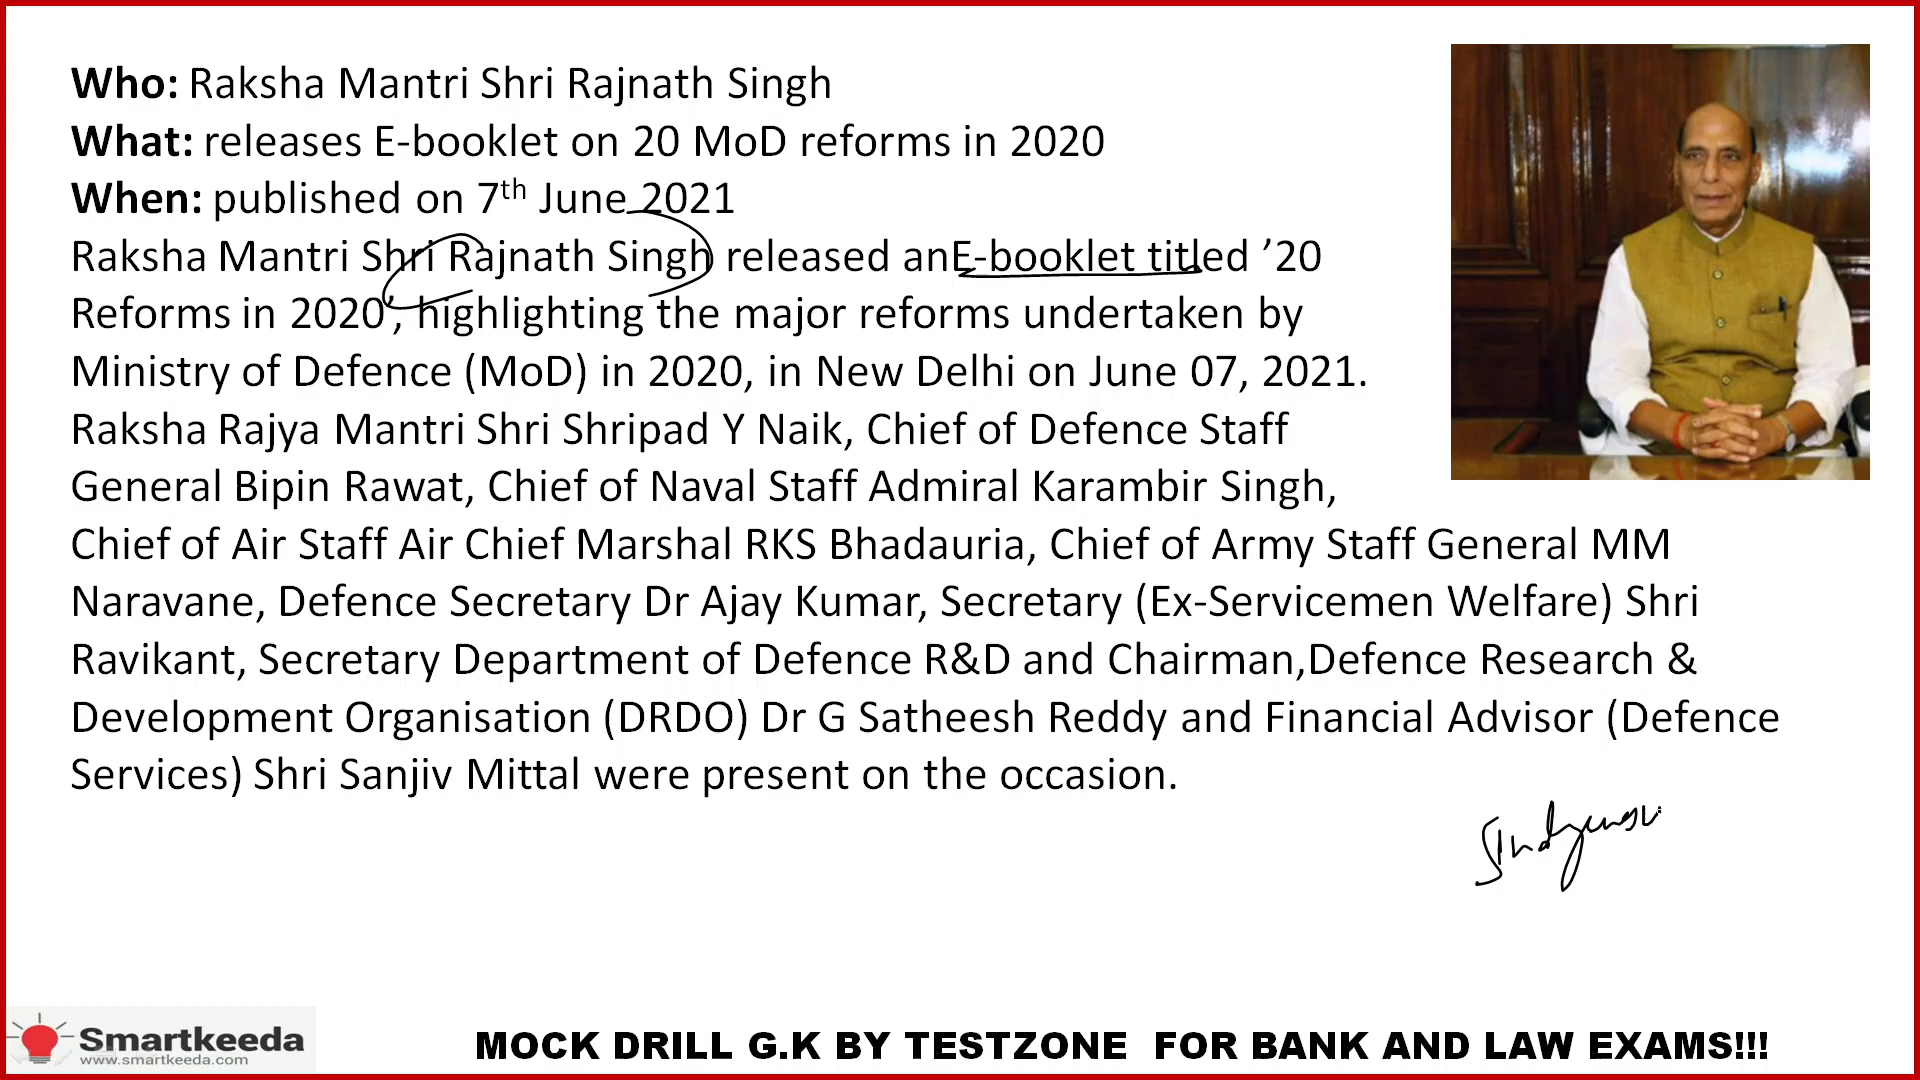 Who: Raksha Mantri Shri Rajnath Singh
What: releases E-booklet on 20 MoD reforms in 2020
When: published on 7th June 2021
Raksha Mantri Shri Rajnath Singh released anE-booklet titled ’20
Reforms in 2020’, highlighting the major reforms undertaken by
Ministry of Defence (MoD) in 2020, in New Delhi on June 07, 2021.
Raksha Rajya Mantri Shri Shripad Y Naik, Chief of Defence Staff
General Bipin Rawat, Chief of Naval Staff Admiral Karambir Singh,
Chief of Air Staff Air Chief Marshal RKS Bhadauria, Chief of Army Staff General MM
Naravane, Defence Secretary Dr Ajay Kumar, Secretary (Ex-Servicemen Welfare) Shri
Ravikant, Secretary Department of Defence R&D and Chairman,Defence Research &
Development Organisation (DRDO) Dr G Satheesh Reddy and Financial Advisor (Defence
Services) Shri Sanjiv Mittal were present on the occasion.
Smartkeeda
www.smartkeeda.com
MOCK DRILL G.K BY TESTZONE FOR BANK AND LAW EXAMS!!!